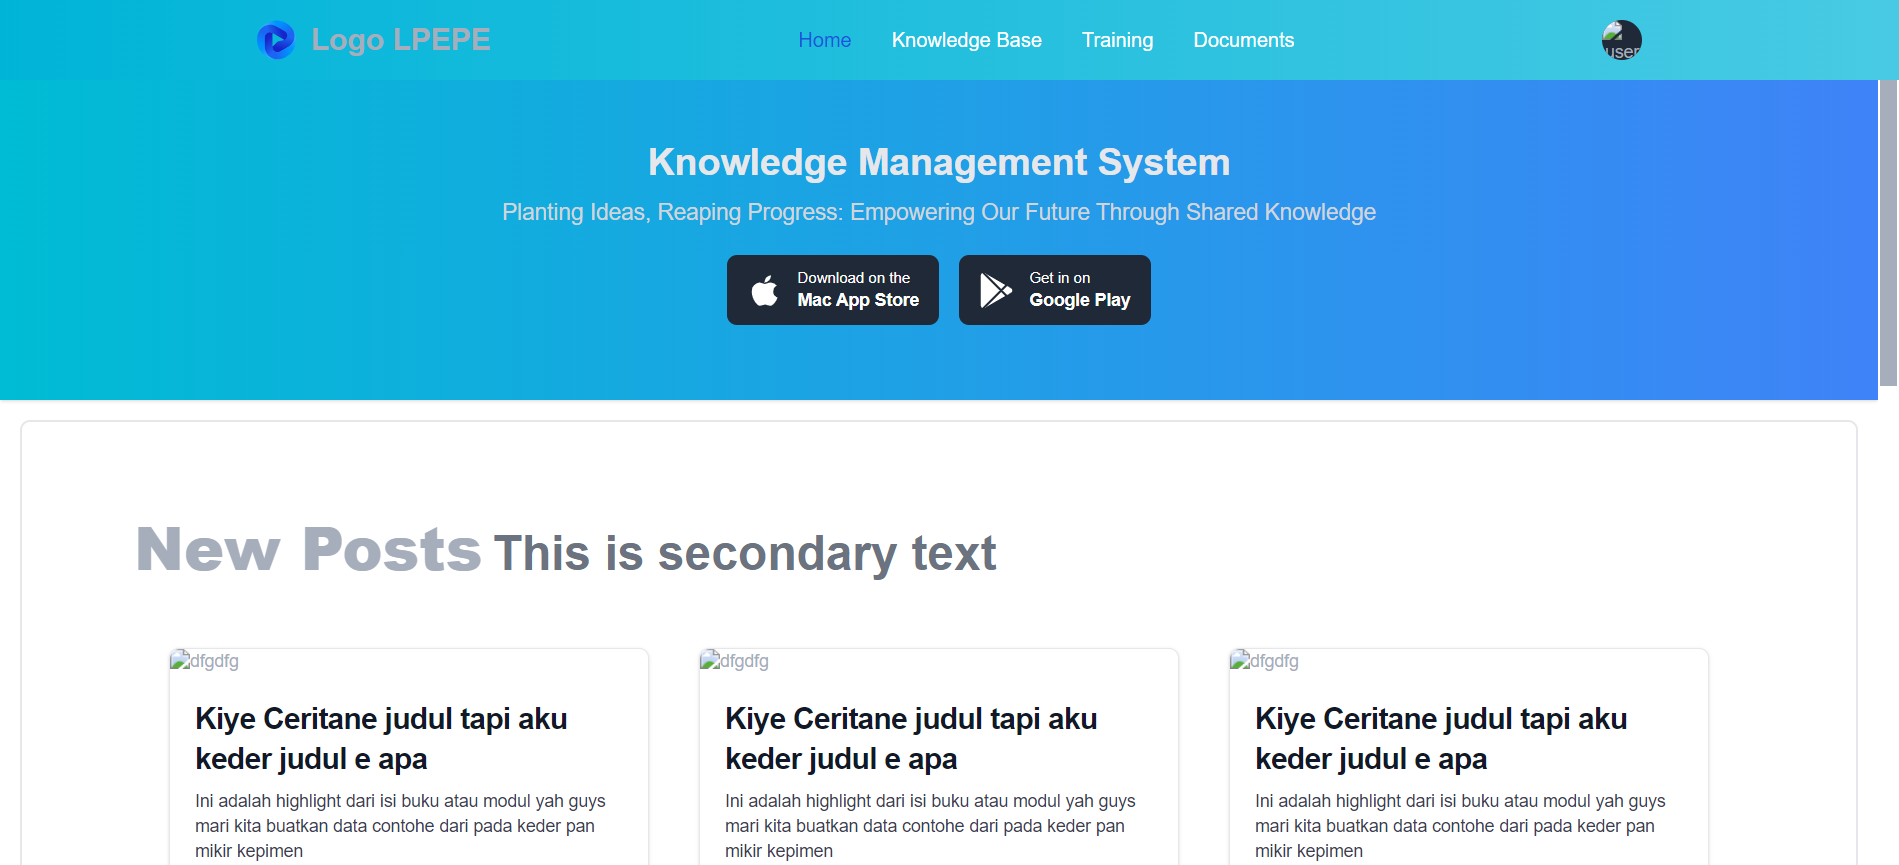 Logo LPEPE
Home Knowledge Base Training Documents
user
Knowledge Management System
Planting Ideas, Reaping Progress: Empowering Our Future Through Shared Knowledge
Download on the
Mac App Store
Get in on
Google Play
New Posts This is secondary text
dfgdfg
Kiye Ceritane judul tapi aku
keder judul e apa
Ini adalah highlight dari isi buku atau modul yah guys
mari kita buatkan data contohe dari pada keder pan
mikir kepimen
dfgdfg
Kiye Ceritane judul tapi aku
keder judul e apa
Ini adalah highlight dari isi buku atau modul yah guys
mari kita buatkan data contohe dari pada keder pan
mikir kepimen
dfgdfg
Kiye Ceritane judul tapi aku
keder judul e apa
Ini adalah highlight dari isi buku atau modul yah guys
mari kita buatkan data contohe dari pada keder pan
mikir kepimen